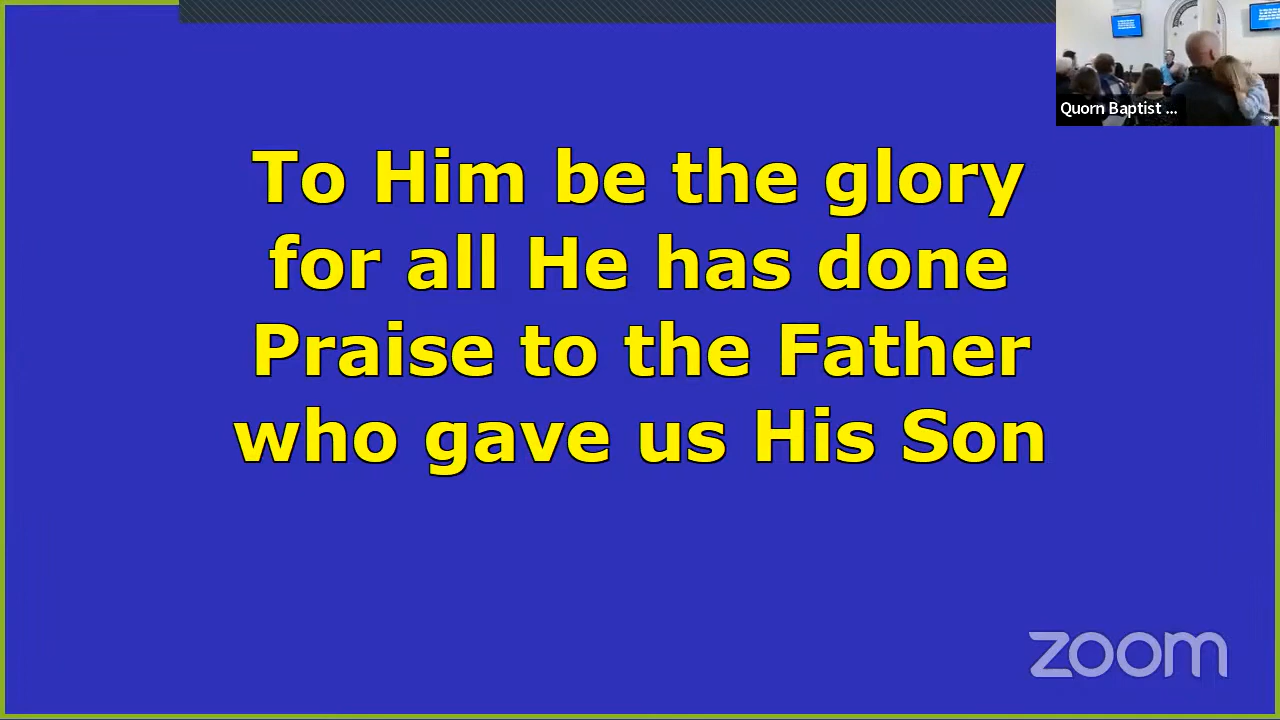 Quorn Baptist ...
To Him be the glory
for all He has done
Praise to the Father
who gave us His Son
zoom